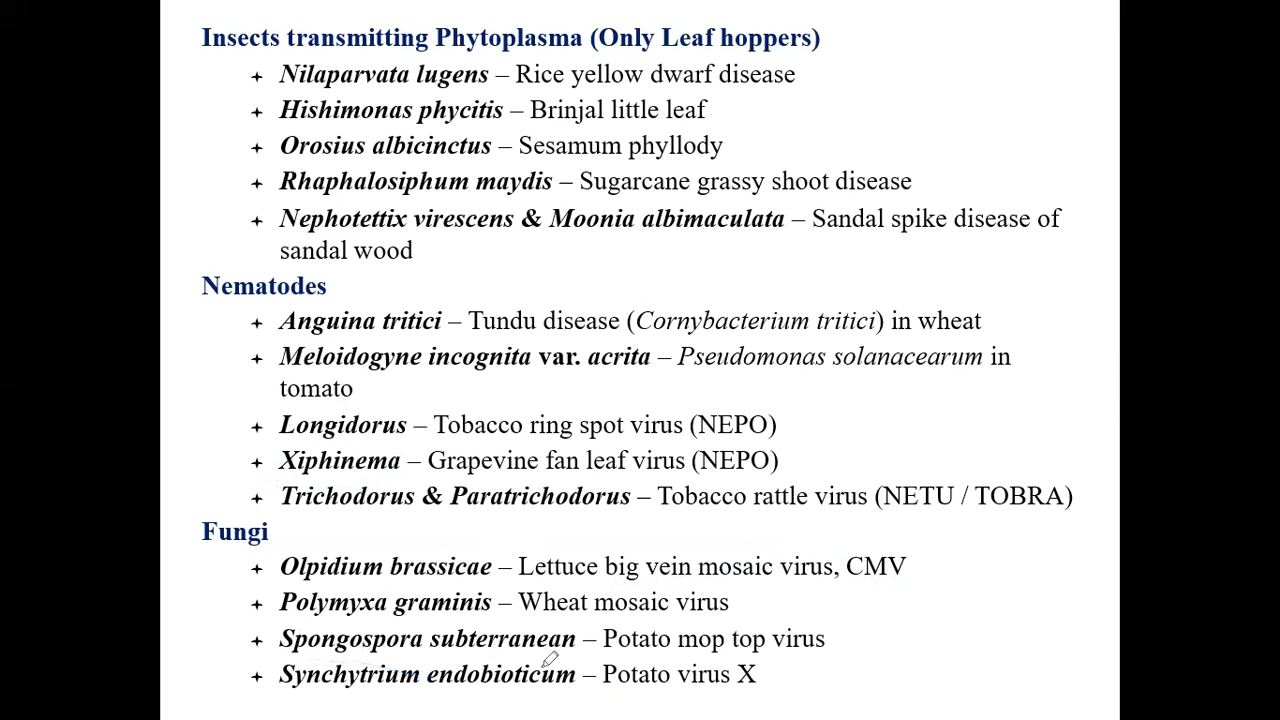 Insects transmitting Phytoplasma (Only Leaf hoppers)
Nilaparvata lugens – Rice yellow dwarf disease
Hishimonas phycitis – Brinjal little leaf
Orosius albicinctus – Sesamum phyllody
Rhaphalosiphum maydis – Sugarcane grassy shoot disease
Nephotettix virescens & Moonia albimaculata – Sandal spike disease of
sandal wood
Nematodes
Anguina tritici – Tundu disease (Cornybacterium tritici) in wheat
Meloidogyne incognita var. acrita – Pseudomonas solanacearum in
tomato
Longidorus – Tobacco ring spot virus (NEPO)
Xiphinema – Grapevine fan leaf virus (NEPO)
Trichodorus & Paratrichodorus – Tobacco rattle virus (NETU / TOBRA)
Fungi
Olpidium brassicae – Lettuce big vein mosaic virus, CMV
Polymyxa graminis – Wheat mosaic virus
Spongospora subterranean – Potato mop top virus
Synchytrium endobioticum – Potato virus X